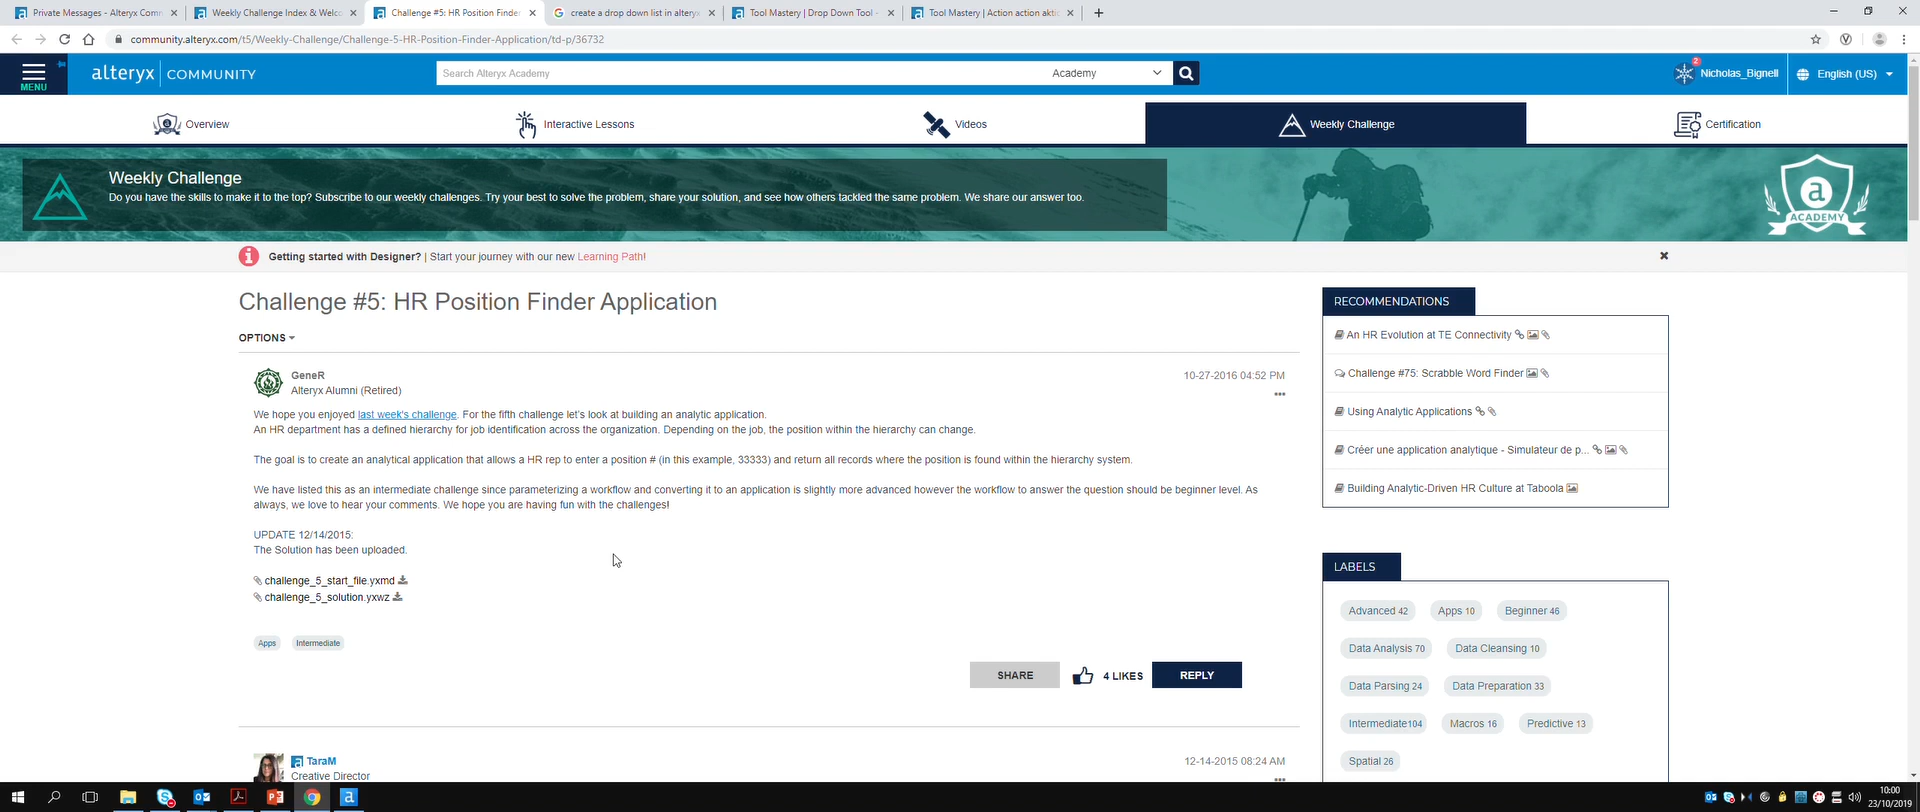 Private Messages - Alteryx Comm
Weekly Challenge Index & Welco
Challenge #5: HR Position Finder
create a drop down list in alteryx
Tool Mastery | Drop Down Tool -
Tool Mastery | Action action akti
community.alteryx.com/t5/Weekly-Challenge/Challenge-5-HR-Position-Finder-Application/td-p/36732
MENU
alteryx COMMUNITY
Search Alteryx Academy
Academy
2
Nicholas_Bignell
English (US)
Overview
Interactive Lessons
Videos
Weekly Challenge
Certification
Weekly Challenge
Do you have the skills to make it to the top? Subscribe to our weekly challenges. Try your best to solve the problem, share your solution, and see how others tackled the same problem. We share our answer too.
a
ACADEMY
Getting started with Designer? | Start your journey with our new Learning Path!
Challenge #5: HR Position Finder Application
OPTIONS
GeneR
Alteryx Alumni (Retired)
10-27-2016 04:52 PM
We hope you enjoyed last week's challenge. For the fifth challenge let's look at building an analytic application.
An HR department has a defined hierarchy for job identification across the organization. Depending on the job, the position within the hierarchy can change.
The goal is to create an analytical application that allows a HR rep to enter a position # (in this example, 33333) and return all records where the position is found within the hierarchy system.
We have listed this as an intermediate challenge since parameterizing a workflow and converting it to an application is slightly more advanced however the workflow to answer the question should be beginner level. As
always, we love to hear your comments. We hope you are having fun with the challenges!
UPDATE 12/14/2015:
The Solution has been uploaded.
challenge_5_start_file.yxmd
challenge_5_solution.yxwz
Apps
Intermediate
SHARE
4 LIKES
REPLY
TaraM
Creative Director
12-14-2015 08:24 AM
RECOMMENDATIONS
An HR Evolution at TE Connectivity
Challenge #75: Scrabble Word Finder
Using Analytic Applications
Créer une application analytique - Simulateur de p...
Building Analytic-Driven HR Culture at Taboola
LABELS
Advanced 42
Apps 10
Beginner 46
Data Analysis 70
Data Cleansing 10
Data Parsing 24
Data Preparation 33
Intermediate 104
Macros 16
Predictive 13
Spatial 26
10:00
23/10/2019